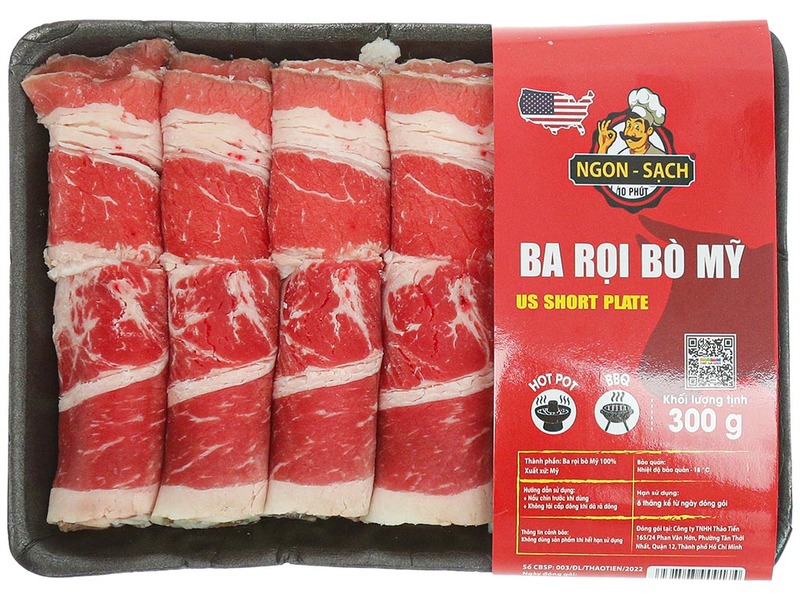 NGON - SẠCH
10 PHÚT
BA RỌI BÒ MỸ
US SHORT PLATE
HOT POT
BBQ
Khối lượng tịnh
300 g
Thành phần: Ba rọi bò Mỹ 100%
Xuất xứ: Mỹ
Bảo quản:
Nhiệt độ bảo quản - 18 °C
Hướng dẫn sử dụng:
+ Nấu chín trước khi dùng
+ Không tái cấp đông khi đã rã đông
Hạn sử dụng:
6 tháng kể từ ngày đóng gói
Thông tin cảnh báo:
Không dùng sản phẩm khi hết hạn sử dụng
Đóng gói tại: Công ty TNHH Thảo Tiến
165/24 Phan Văn Hớn, Phường Tân Thới
Nhất, Quận 12, Thành phố Hồ Chí Minh
Số CBSP: 003/ĐL/THAOTIEN/2022
Ngày đóng gói: